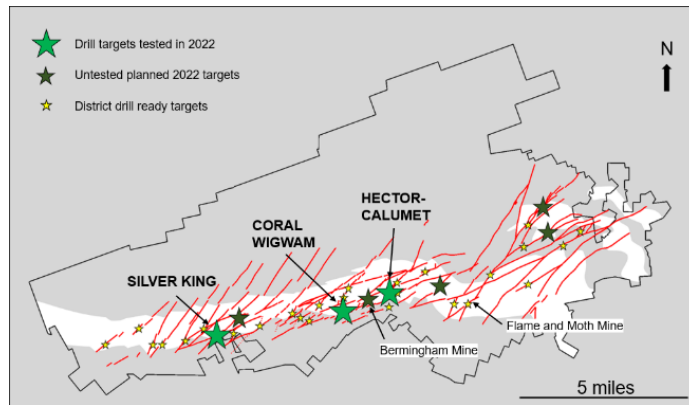 Drill targets tested in 2022
Untested planned 2022 targets
District drill ready targets
N
HECTOR-
CALUMET
CORAL
WIGWAM
SILVER KING
Flame and Moth Mine
Bermingham Mine
5 miles